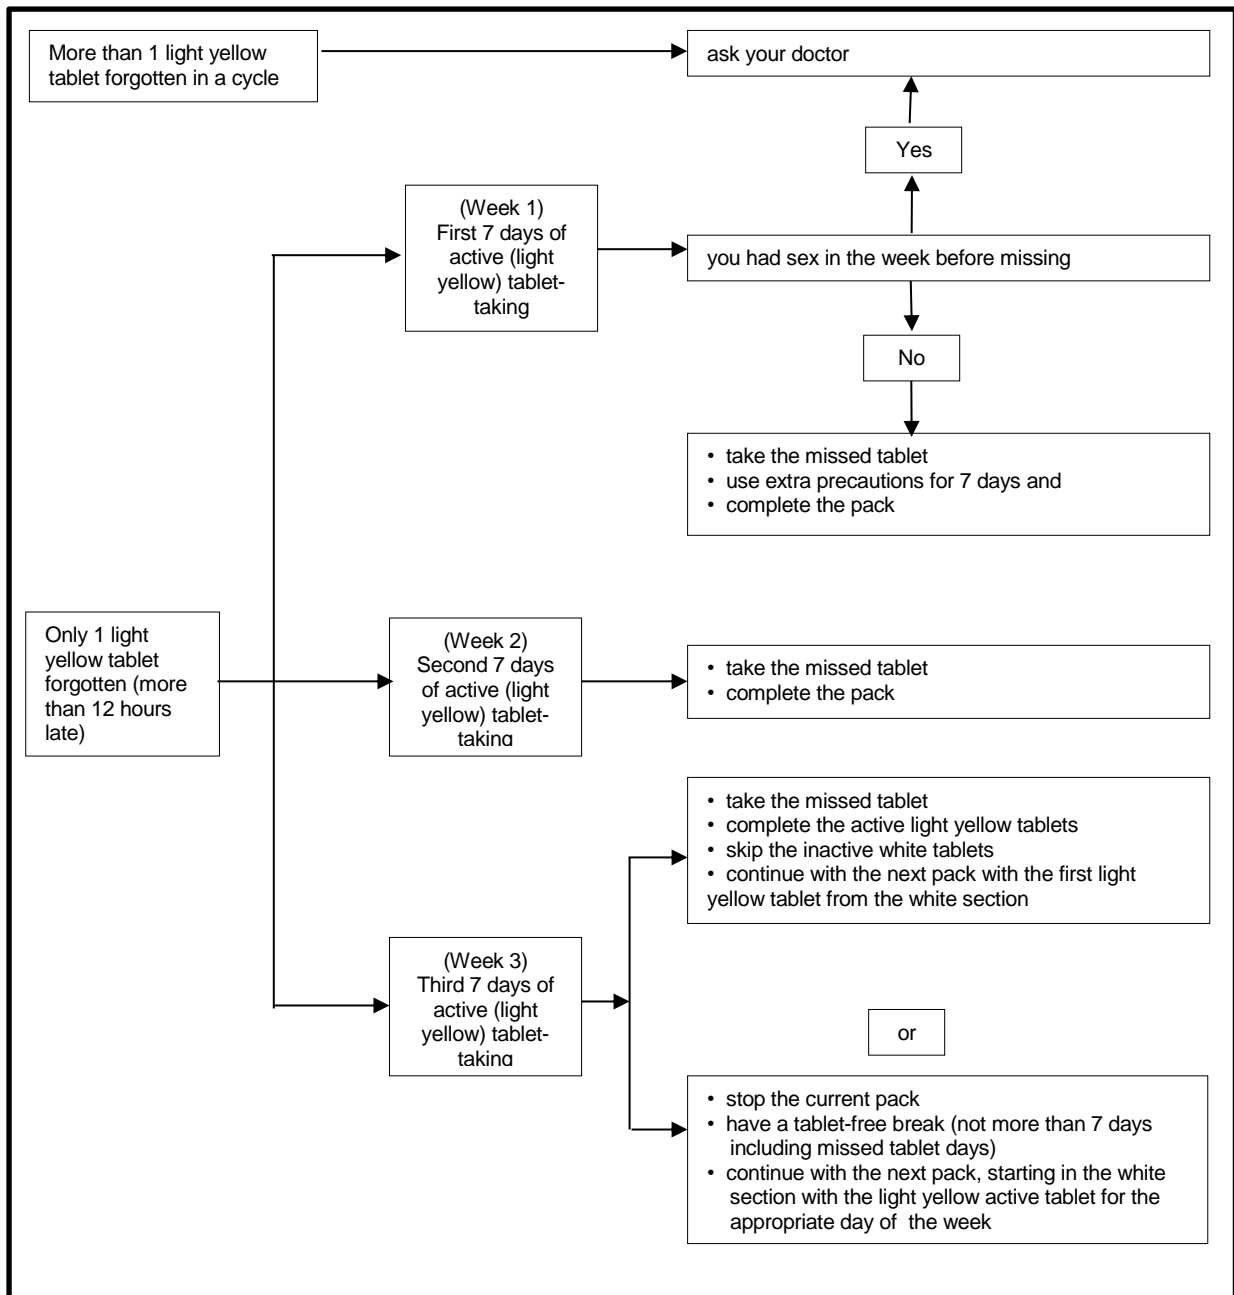 More than 1 light yellow
tablet forgotten in a cycle
ask your doctor
Yes
(Week 1)
First 7 days of
active (light
yellow) tablet-
taking
you had sex in the week before missing
No
• take the missed tablet
• use extra precautions for 7 days and
• complete the pack
Only 1 light
yellow tablet
forgotten (more
than 12 hours
late)
(Week 2)
Second 7 days
of active (light
yellow) tablet-
taking
• take the missed tablet
• complete the pack
• take the missed tablet
• complete the active light yellow tablets
• skip the inactive white tablets
• continue with the next pack with the first light
yellow tablet from the white section
(Week 3)
Third 7 days of
active (light
yellow) tablet-
taking
or
• stop the current pack
• have a tablet-free break (not more than 7 days
including missed tablet days)
• continue with the next pack, starting in the white
section with the light yellow active tablet for the
appropriate day of the week